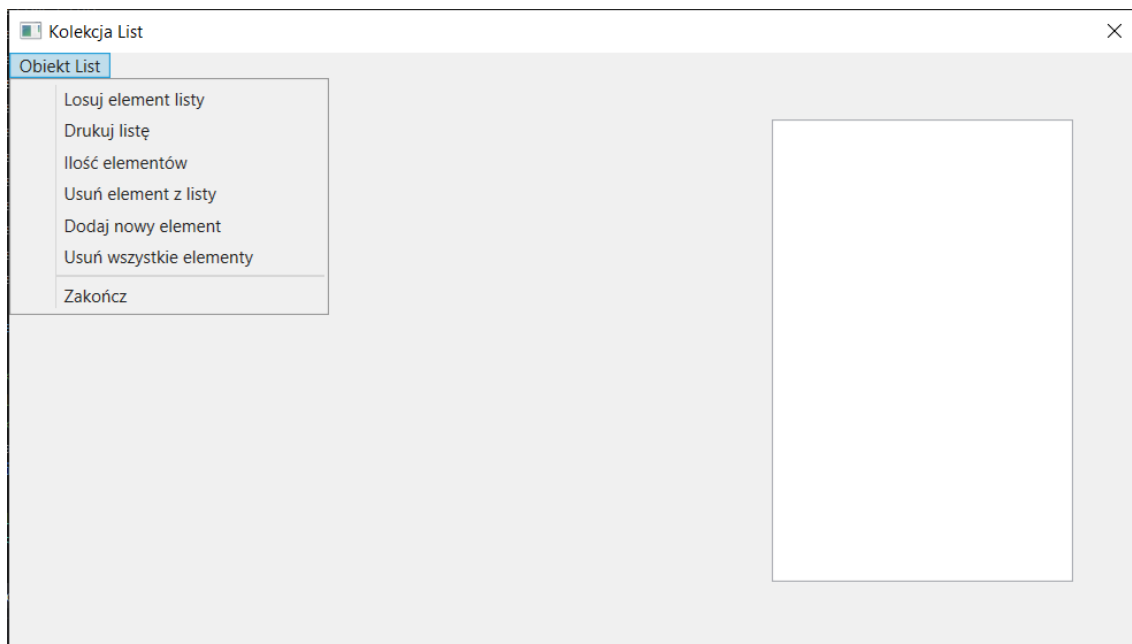 Kolekcja List
Obiekt List
Losuj element listy
Drukuj listę
Ilość elementów
Usuń element z listy
Dodaj nowy element
Usuń wszystkie elementy
Zakończ